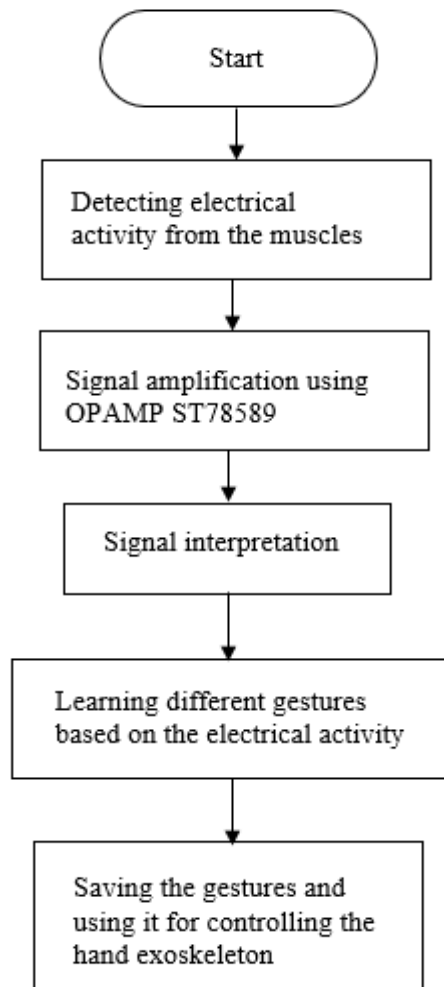 Start
Detecting electrical
activity from the muscles
Signal amplification using
OPAMP ST78589
Signal interpretation
Learning different gestures
based on the electrical activity
Saving the gestures and
using it for controlling the
hand exoskeleton